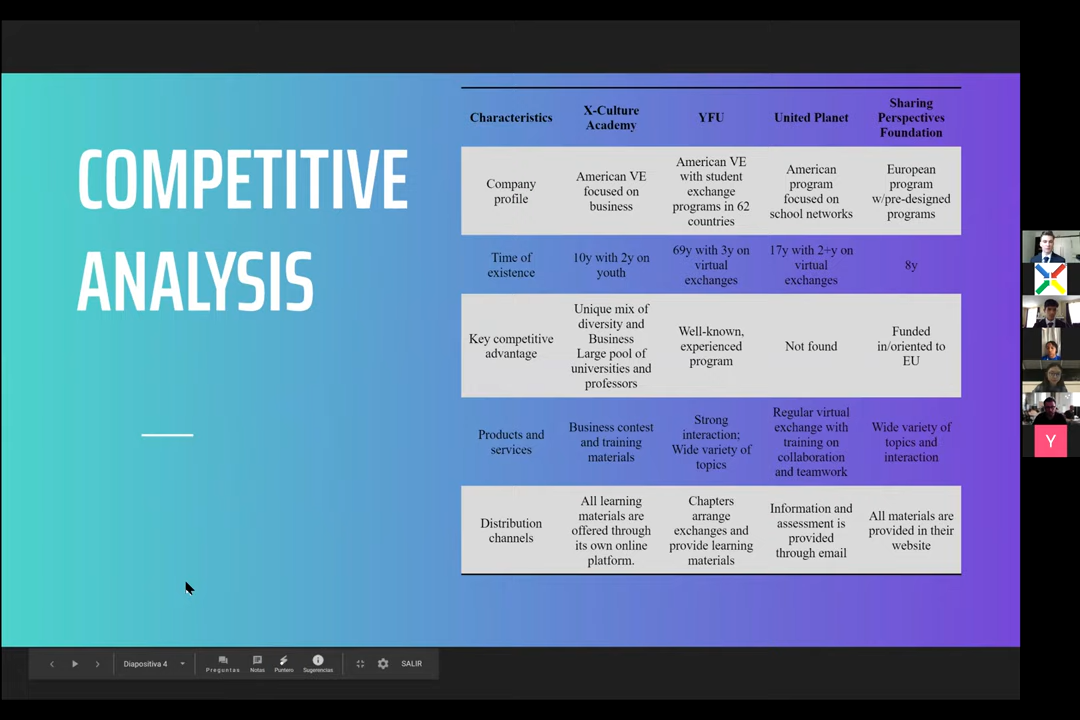 COMPETITIVE
ANALYSIS
Characteristics
X-Culture
Academy
YFU
United Planet
Sharing
Perspectives
Foundation
Company
profile
American VE
focused on
business
American VE
with student
exchange
programs in 62
countries
American
program
focused on
school networks
European
program
w/pre-designed
programs
Time of
existence
10y with 2y on
youth
69y with 3y on
virtual
exchanges
17y with 2+y on
virtual
exchanges
8y
Key competitive
advantage
Unique mix of
diversity and
Business
Large pool of
universities and
professors
Well-known,
experienced
program
Not found
Funded
in/oriented to
EU
Products and
services
Business contest
and training
materials
Strong
interaction;
Wide variety of
topics
Regular virtual
exchange with
training on
collaboration
and teamwork
Wide variety of
topics and
interaction
Distribution
channels
All learning
materials are
offered through
its own online
platform.
Chapters
arrange
exchanges and
provide learning
materials
Information and
assessment is
provided
through email
All materials are
provided in their
website
Diapositiva 4
Preguntas
Notas
Puntero
Sugerencias
SALIR
Y